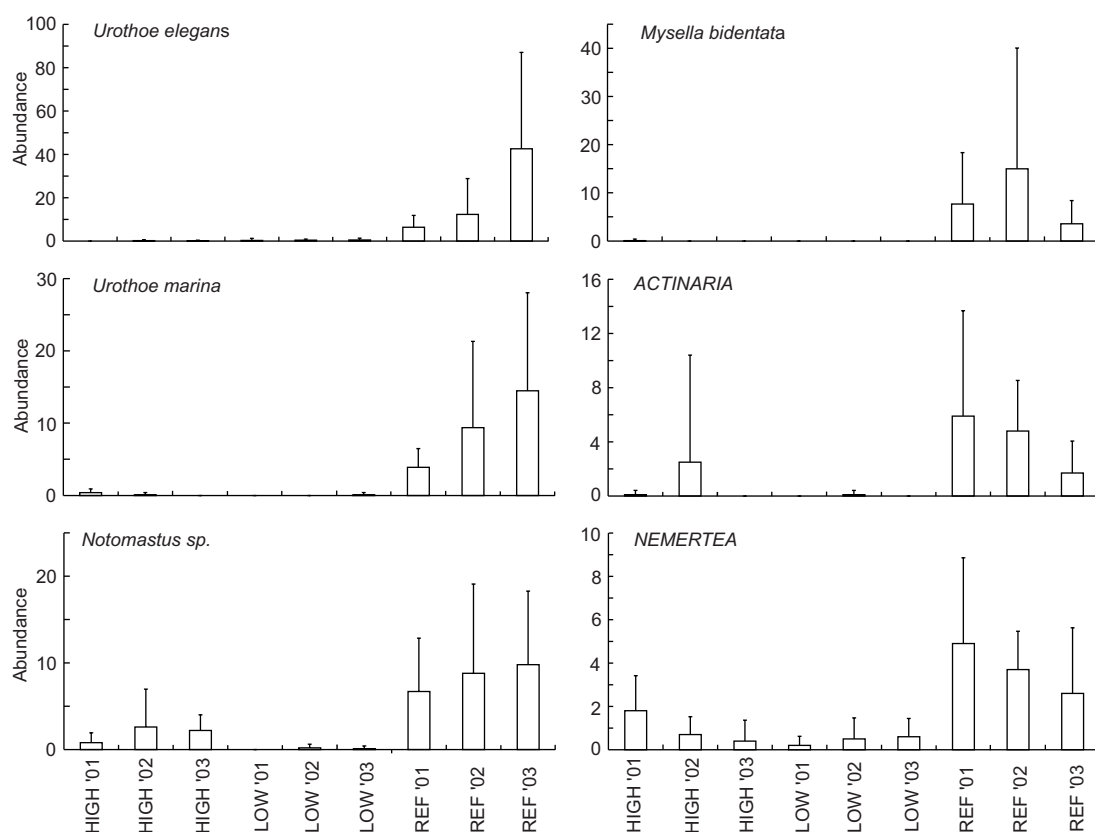 Urothoe elegans
Abundance
100
80
60
40
20
0
Mysella bidentata
40
30
20
10
0
Urothoe marina
Abundance
30
20
10
0
ACTINARIA
16
12
8
4
0
Notomastus sp.
Abundance
20
10
0
HIGH '01
HIGH '02
HIGH '03
LOW '01
LOW '02
LOW '03
REF '01
REF '02
REF '03
NEMERTEA
10
8
6
4
2
0
HIGH '01
HIGH '02
HIGH '03
LOW '01
LOW '02
LOW '03
REF '01
REF '02
REF '03